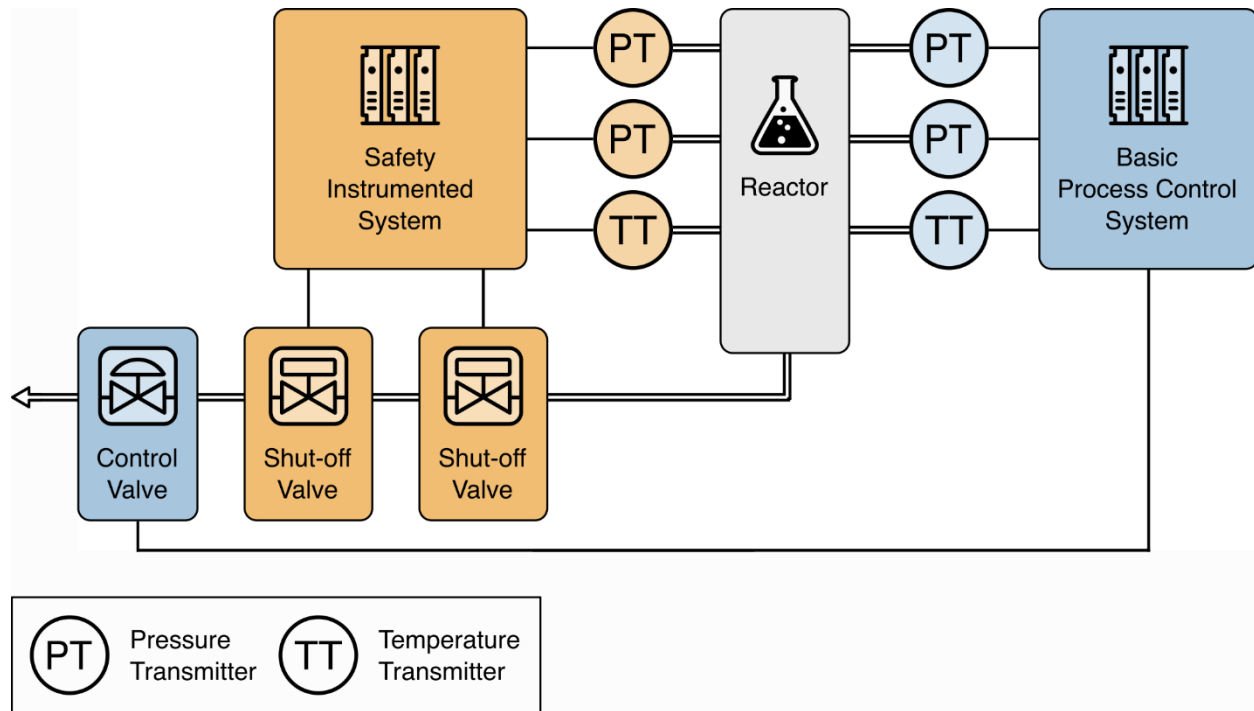 PT
PT
Safety
Instrumented
System
PT
PT
Reactor
Basic
Process Control
System
TT
TT
Control
Valve
Shut-off
Valve
Shut-off
Valve
PT
Pressure
Transmitter
TT
Temperature
Transmitter